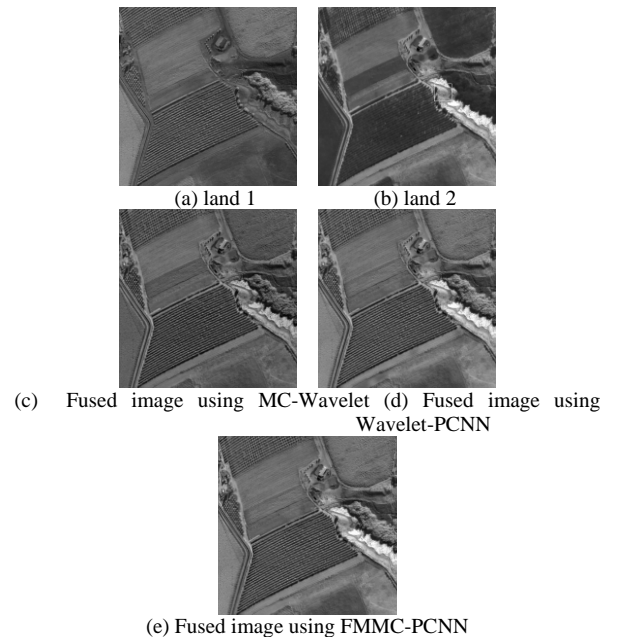 (a) land 1
(b) land 2
(c) Fused image using MC-Wavelet (d) Fused image using
Wavelet-PCNN
(e) Fused image using FMMC-PCNN